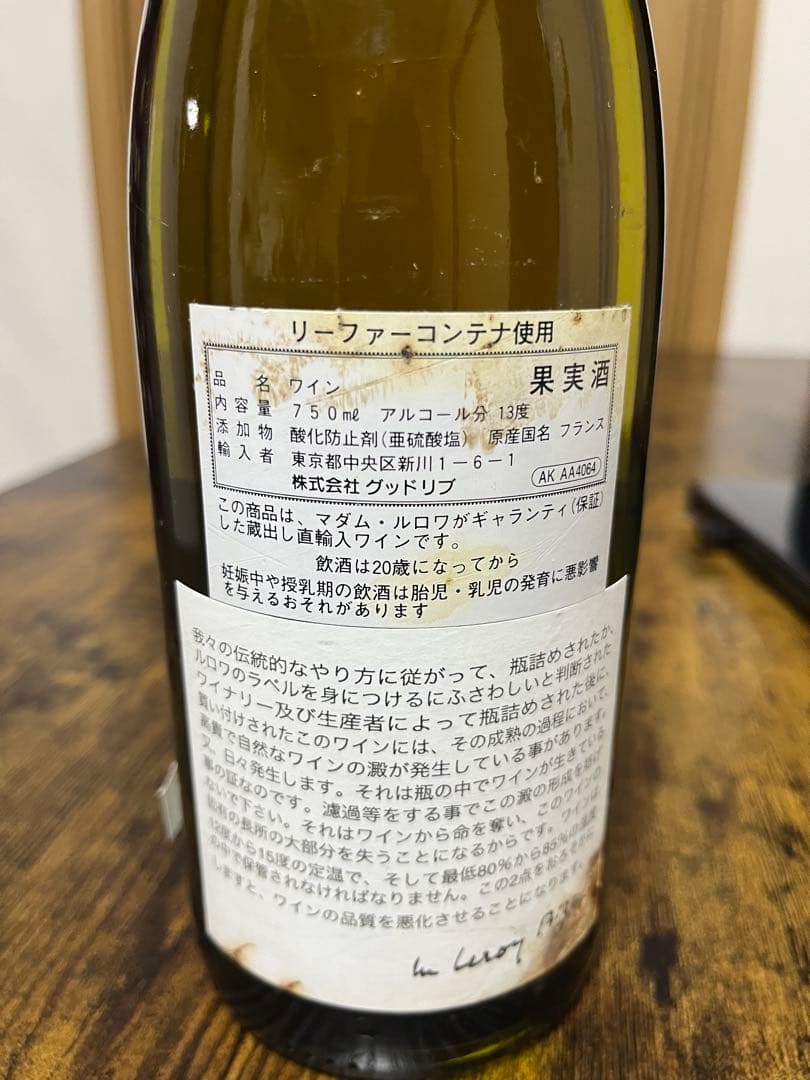 リーファーコンテナ使用
品名 ワイン 果実酒
内容量 750ml アルコール分 13度
添加物 酸化防止剤(亜硫酸塩) 原産国名 フランス
輸入者 東京都中央区新川1-6-1
株式会社 グッドリブ AK AA4064
この商品は、マダム・ルロワがギャランティ(保証)
した蔵出し直輸入ワインです。
飲酒は20歳になってから
妊娠中や授乳期の飲酒は胎児・乳児の発育に悪影響
を与えるおそれがあります
我々の伝統的なやり方に従がって、瓶詰めされたか、
ルロワのラベルを身につけるにふさわしいと判断された
ワイナリー及び生産者によって瓶詰めされた後に、
買い付けされたこのワインには、その成熟の過程において、
高貴で自然なワインの澱が発生している事があります。
又、日々発生します。それは瓶の中でワインが生きている
事の証なのです。濾過等をする事でこの澱の形成を
ないで下さい。それはワインから命を奪い、このワインの
固有の長所の大部分を失うことになるからです。ワインは
12度から15度の定温で、そして最低80%から85%の湿度
の中で保管されなければなりません。この2点を
しますと、ワインの品質を悪化させることになります。
Leroy